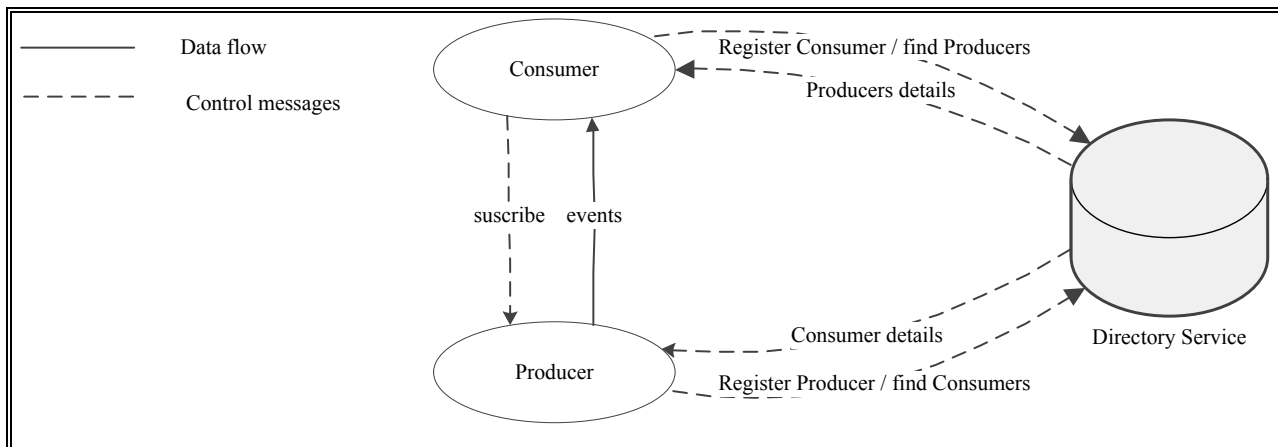 Data flow
Control messages
Consumer
Register Consumer / find Producers
Producers details
suscribe
events
Directory Service
Consumer details
Producer
Register Producer / find Consumers